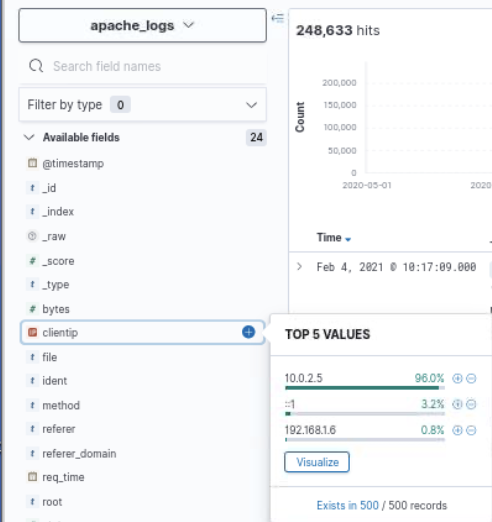 apache_logs
Search field names
Filter by type 0
Available fields 24
@timestamp
t _id
t _index
_raw
# _score
t _type
t bytes
IP clientip
t file
t ident
t method
t referer
t referer_domain
t req_time
t root
248,633 hits
Count
200,000
150,000
100,000
50,000
0
2020-05-01
2020
Time
Feb 4, 2021 @ 10:17:09.000
TOP 5 VALUES
10.0.2.5 96.0%
::1 3.2%
192.168.1.6 0.8%
Visualize
Exists in 500 / 500 records